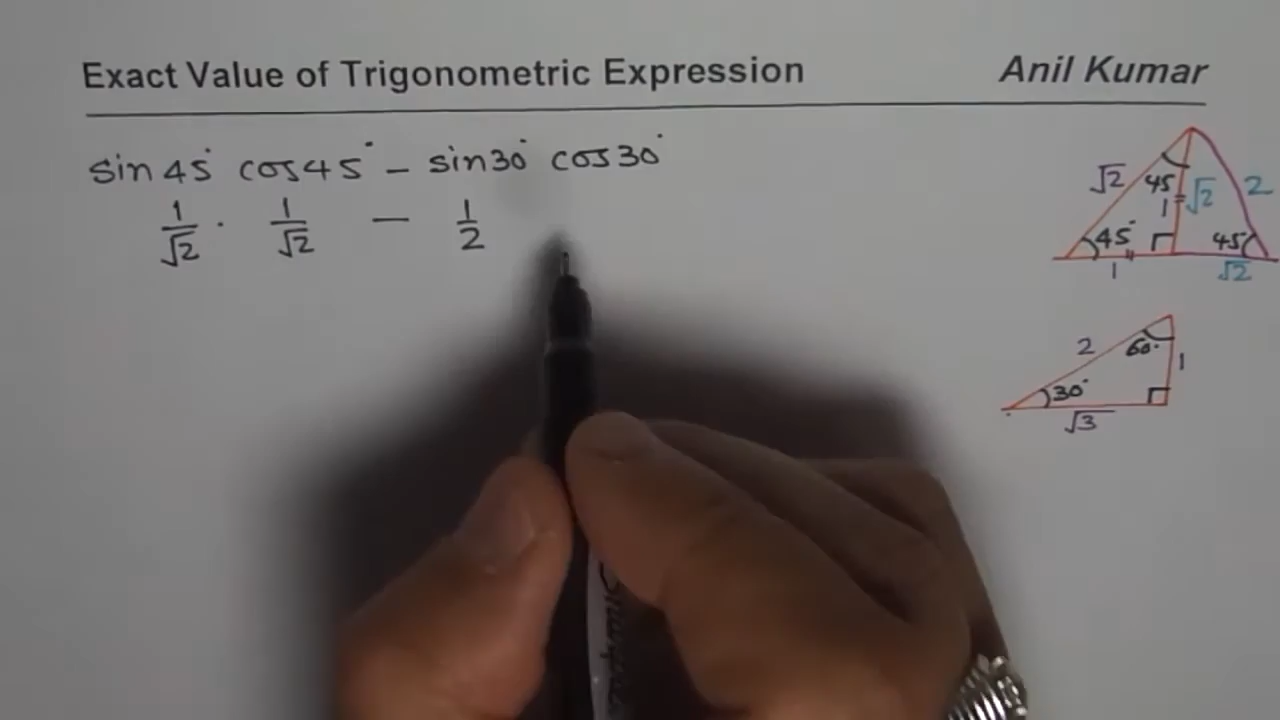 Exact Value of Trigonometric Expression
Anil Kumar
sin 45° cos 45° – sin 30° cos 30°
1/√2 · 1/√2 – 1/2
√2 45 1 √2 2
45° 45°
1 √2
2 60° 1
30°
√3